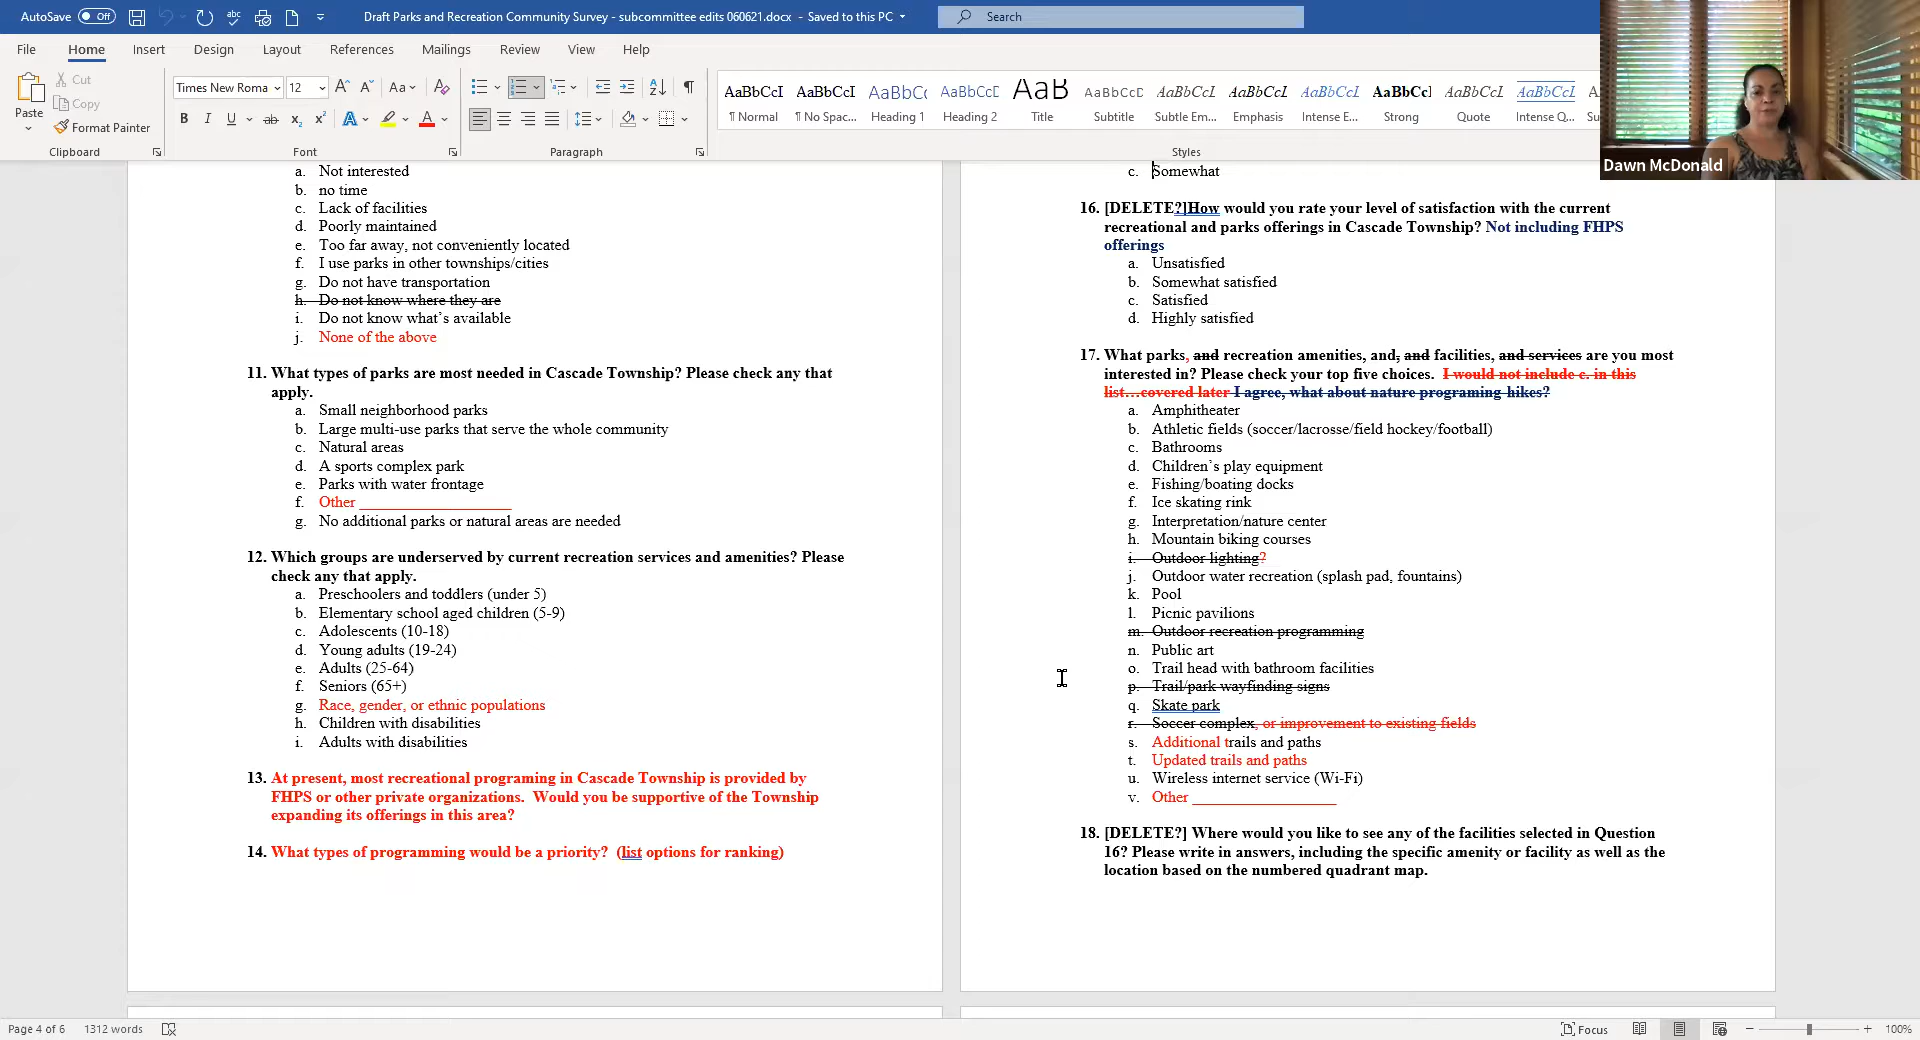 AutoSave Off
Draft Parks and Recreation Community Survey - subcommittee edits 060621.docx - Saved to this PC
Search
File Home Insert Design Layout References Mailings Review View Help
Paste
Cut
Copy
Format Painter
Clipboard
Times New Roma 12
Font
Paragraph
AaBbCcI AaBbCcI AaBbCc AaBbCcD AaB AaBbCcD AaBbCcL AaBbCcL AaBbCcL AaBbCcI AaBbCcL AaBbCcL
¶ Normal ¶ No Spac... Heading 1 Heading 2 Title Subtitle Subtle Em... Emphasis Intense E... Strong Quote Intense Q...
Styles
Dawn McDonald
a. Not interested
b. no time
c. Lack of facilities
d. Poorly maintained
e. Too far away, not conveniently located
f. I use parks in other townships/cities
g. Do not have transportation
h. Do not know where they are
i. Do not know what's available
j. None of the above
11. What types of parks are most needed in Cascade Township? Please check any that
apply.
a. Small neighborhood parks
b. Large multi-use parks that serve the whole community
c. Natural areas
d. A sports complex park
e. Parks with water frontage
f. Other ____________________
g. No additional parks or natural areas are needed
12. Which groups are underserved by current recreation services and amenities? Please
check any that apply.
a. Preschoolers and toddlers (under 5)
b. Elementary school aged children (5-9)
c. Adolescents (10-18)
d. Young adults (19-24)
e. Adults (25-64)
f. Seniors (65+)
g. Race, gender, or ethnic populations
h. Children with disabilities
i. Adults with disabilities
13. At present, most recreational programing in Cascade Township is provided by
FHPS or other private organizations. Would you be supportive of the Township
expanding its offerings in this area?
14. What types of programming would be a priority? (list options for ranking)
c. Somewhat
16. [DELETE?]How would you rate your level of satisfaction with the current
recreational and parks offerings in Cascade Township? Not including FHPS
offerings
a. Unsatisfied
b. Somewhat satisfied
c. Satisfied
d. Highly satisfied
17. What parks, and recreation amenities, and, and facilities, and services are you most
interested in? Please check your top five choices. I would not include c. in this
list…covered later I agree, what about nature programing hikes?
a. Amphitheater
b. Athletic fields (soccer/lacrosse/field hockey/football)
c. Bathrooms
d. Children's play equipment
e. Fishing/boating docks
f. Ice skating rink
g. Interpretation/nature center
h. Mountain biking courses
i. Outdoor lighting?
j. Outdoor water recreation (splash pad, fountains)
k. Pool
l. Picnic pavilions
m. Outdoor recreation programming
n. Public art
o. Trail head with bathroom facilities
p. Trail/park wayfinding signs
q. Skate park
r. Soccer complex, or improvement to existing fields
s. Additional trails and paths
t. Updated trails and paths
u. Wireless internet service (Wi-Fi)
v. Other ___________________
18. [DELETE?] Where would you like to see any of the facilities selected in Question
16? Please write in answers, including the specific amenity or facility as well as the
location based on the numbered quadrant map.
Page 4 of 6 1312 words
Focus
100%